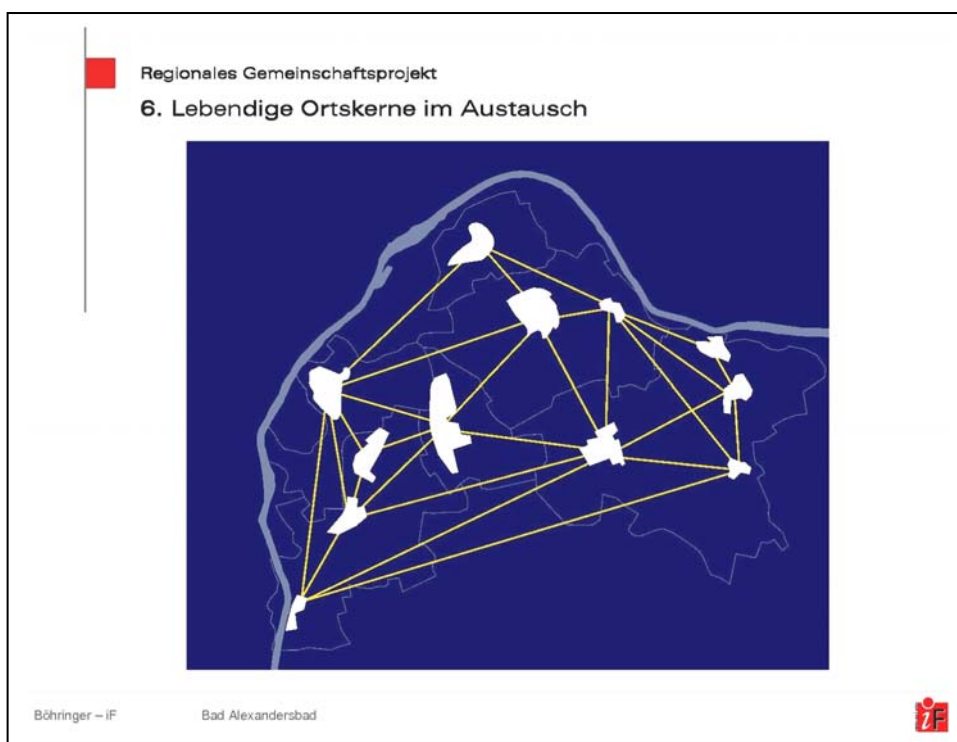 Regionales Gemeinschaftsprojekt
6. Lebendige Ortskerne im Austausch
Böhringer – iF
Bad Alexandersbad
iF